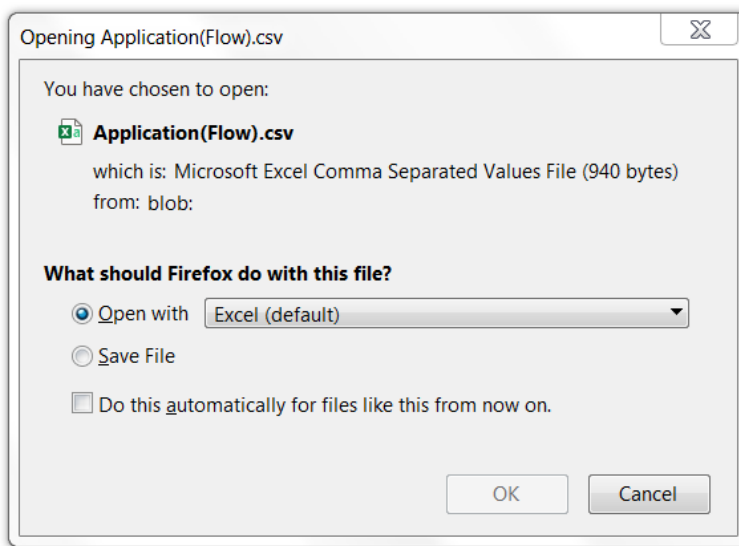 Opening Application(Flow).csv
You have chosen to open:
Application(Flow).csv
which is: Microsoft Excel Comma Separated Values File (940 bytes)
from: blob:
What should Firefox do with this file?
Open with Excel (default)
Save File
Do this automatically for files like this from now on.
OK Cancel